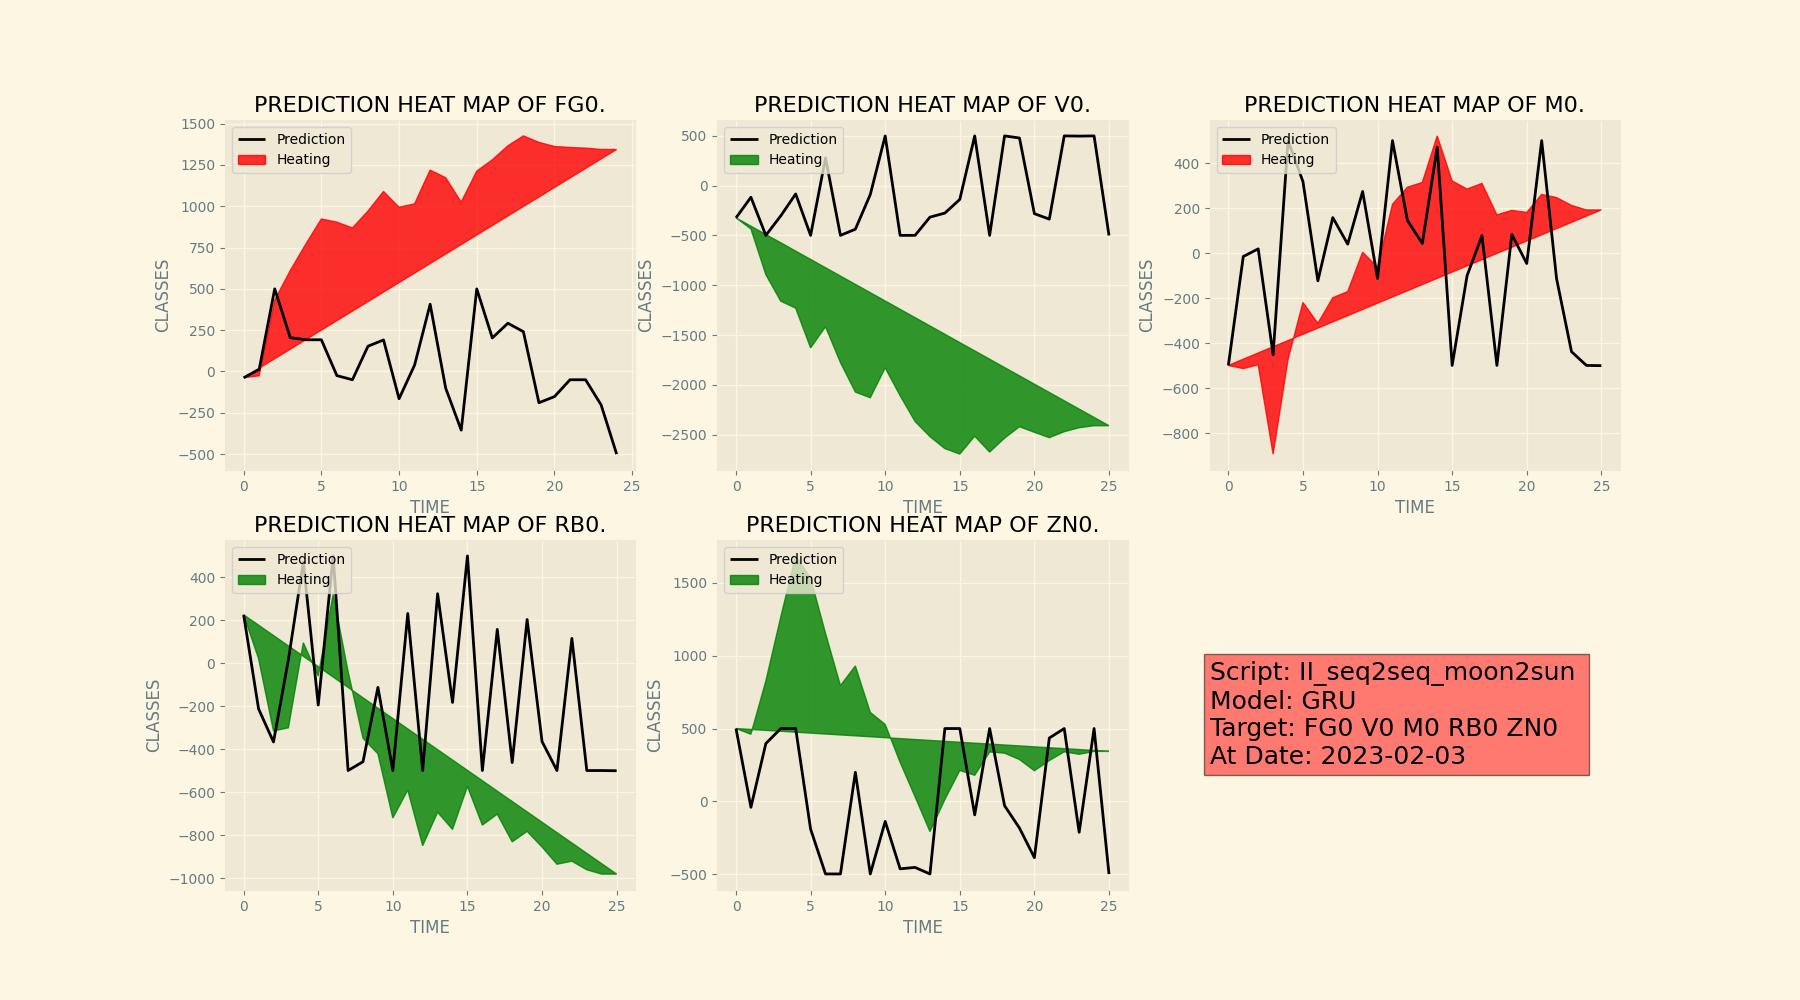 PREDICTION HEAT MAP OF FG0.
Prediction
Heating
CLASSES
1500
1250
1000
750
500
250
0
−250
−500
0 5 10 15 20 25
TIME
PREDICTION HEAT MAP OF V0.
Prediction
Heating
CLASSES
500
0
−500
−1000
−1500
−2000
−2500
0 5 10 15 20 25
TIME
PREDICTION HEAT MAP OF M0.
Prediction
Heating
CLASSES
400
200
0
−200
−400
−600
−800
0 5 10 15 20 25
TIME
PREDICTION HEAT MAP OF RB0.
Prediction
Heating
CLASSES
400
200
0
−200
−400
−600
−800
−1000
0 5 10 15 20 25
TIME
PREDICTION HEAT MAP OF ZN0.
Prediction
Heating
CLASSES
1500
1000
500
0
−500
0 5 10 15 20 25
TIME
Script: II_seq2seq_moon2sun
Model: GRU
Target: FG0 V0 M0 RB0 ZN0
At Date: 2023-02-03